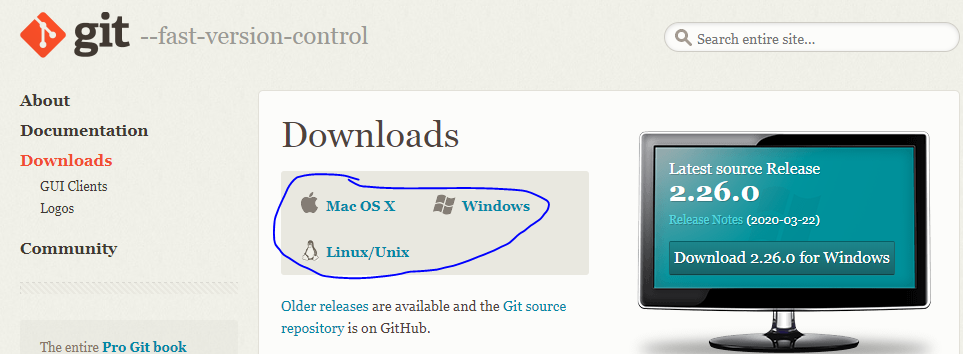 git --fast-version-control
Search entire site...
About
Documentation
Downloads
GUI Clients
Logos
Community
The entire Pro Git book
Downloads
Mac OS X Windows
Linux/Unix
Older releases are available and the Git source
repository is on GitHub.
Latest source Release
2.26.0
Release Notes (2020-03-22)
Download 2.26.0 for Windows